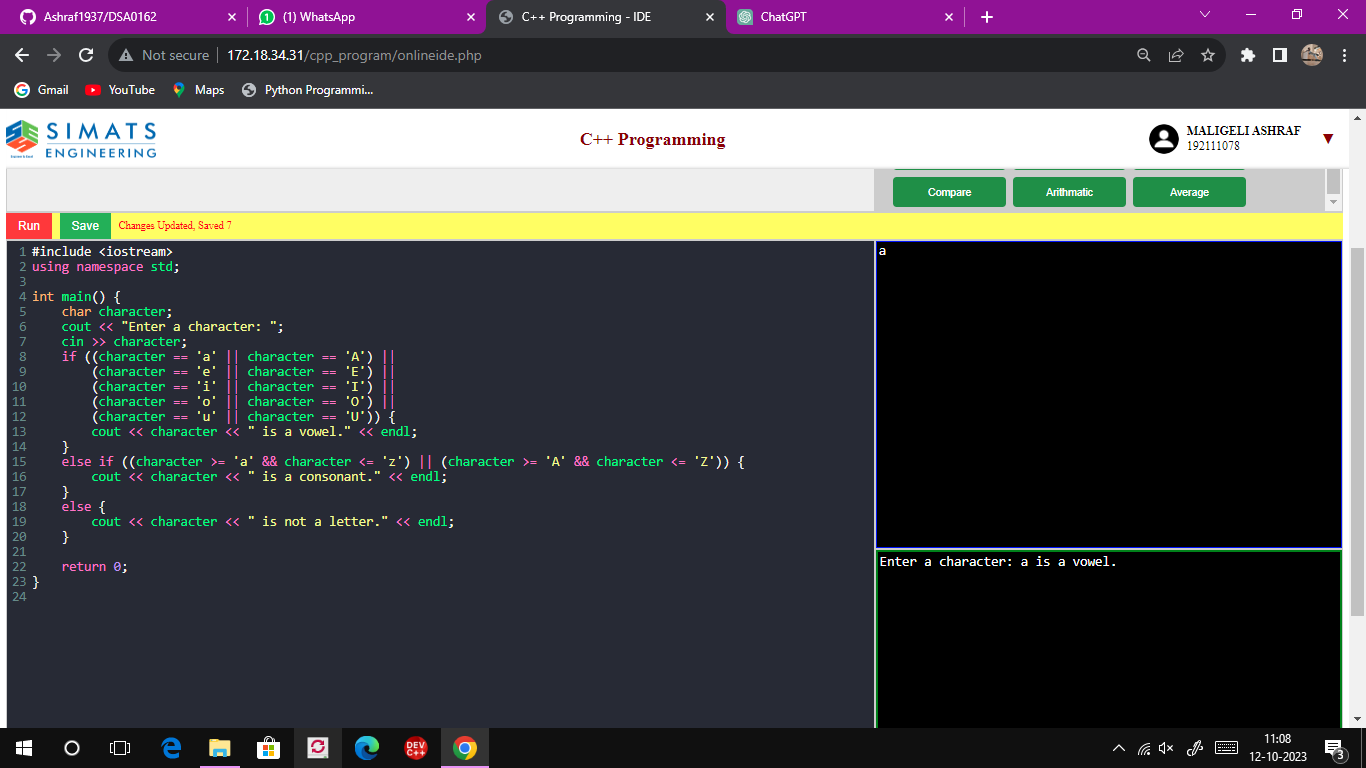 Ashraf1937/DSA0162
(1) WhatsApp
C++ Programming - IDE
ChatGPT
Not secure
172.18.34.31/cpp_program/onlineide.php
Gmail
YouTube
Maps
Python Programmi...
SIMATS
ENGINEERING
C++ Programming
MALIGELI ASHRAF
192111078
Compare
Arithmatic
Average
Run
Save
Changes Updated, Saved 7
1 #include <iostream>
2 using namespace std;
3
4 int main() {
5     char character;
6     cout << "Enter a character: ";
7     cin >> character;
8     if ((character == 'a' || character == 'A') ||
9         (character == 'e' || character == 'E') ||
10         (character == 'i' || character == 'I') ||
11         (character == 'o' || character == 'O') ||
12         (character == 'u' || character == 'U')) {
13         cout << character << " is a vowel." << endl;
14     }
15     else if ((character >= 'a' && character <= 'z') || (character >= 'A' && character <= 'Z')) {
16         cout << character << " is a consonant." << endl;
17     }
18     else {
19         cout << character << " is not a letter." << endl;
20     }
21
22     return 0;
23 }
24
a
Enter a character: a is a vowel.
DEV
C++
11:08
12-10-2023
3